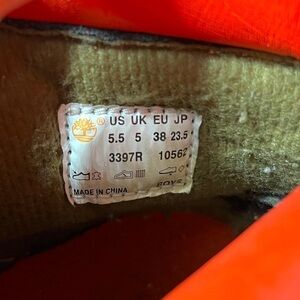 ® US UK EU JP
5.5 5 38 23.5
3397R 10562
MADE IN CHINA
BOYS